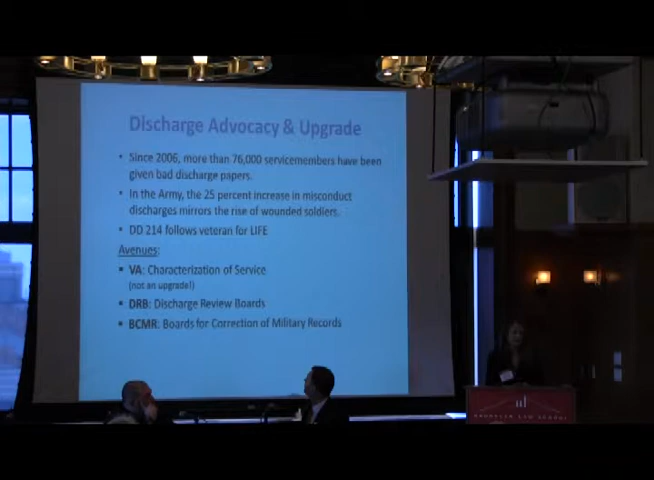 Discharge Advocacy & Upgrade
• Since 2006, more than 76,000 servicemembers have been
given bad discharge papers.
• In the Army, the 25 percent increase in misconduct
discharges mirrors the rise of wounded soldiers.
• DD 214 follows veteran for LIFE
Avenues:
▪ VA: Characterization of Service
(not an upgrade!)
▪ DRB: Discharge Review Boards
▪ BCMR: Boards for Correction of Military Records
BROOKLYN LAW SCHOOL